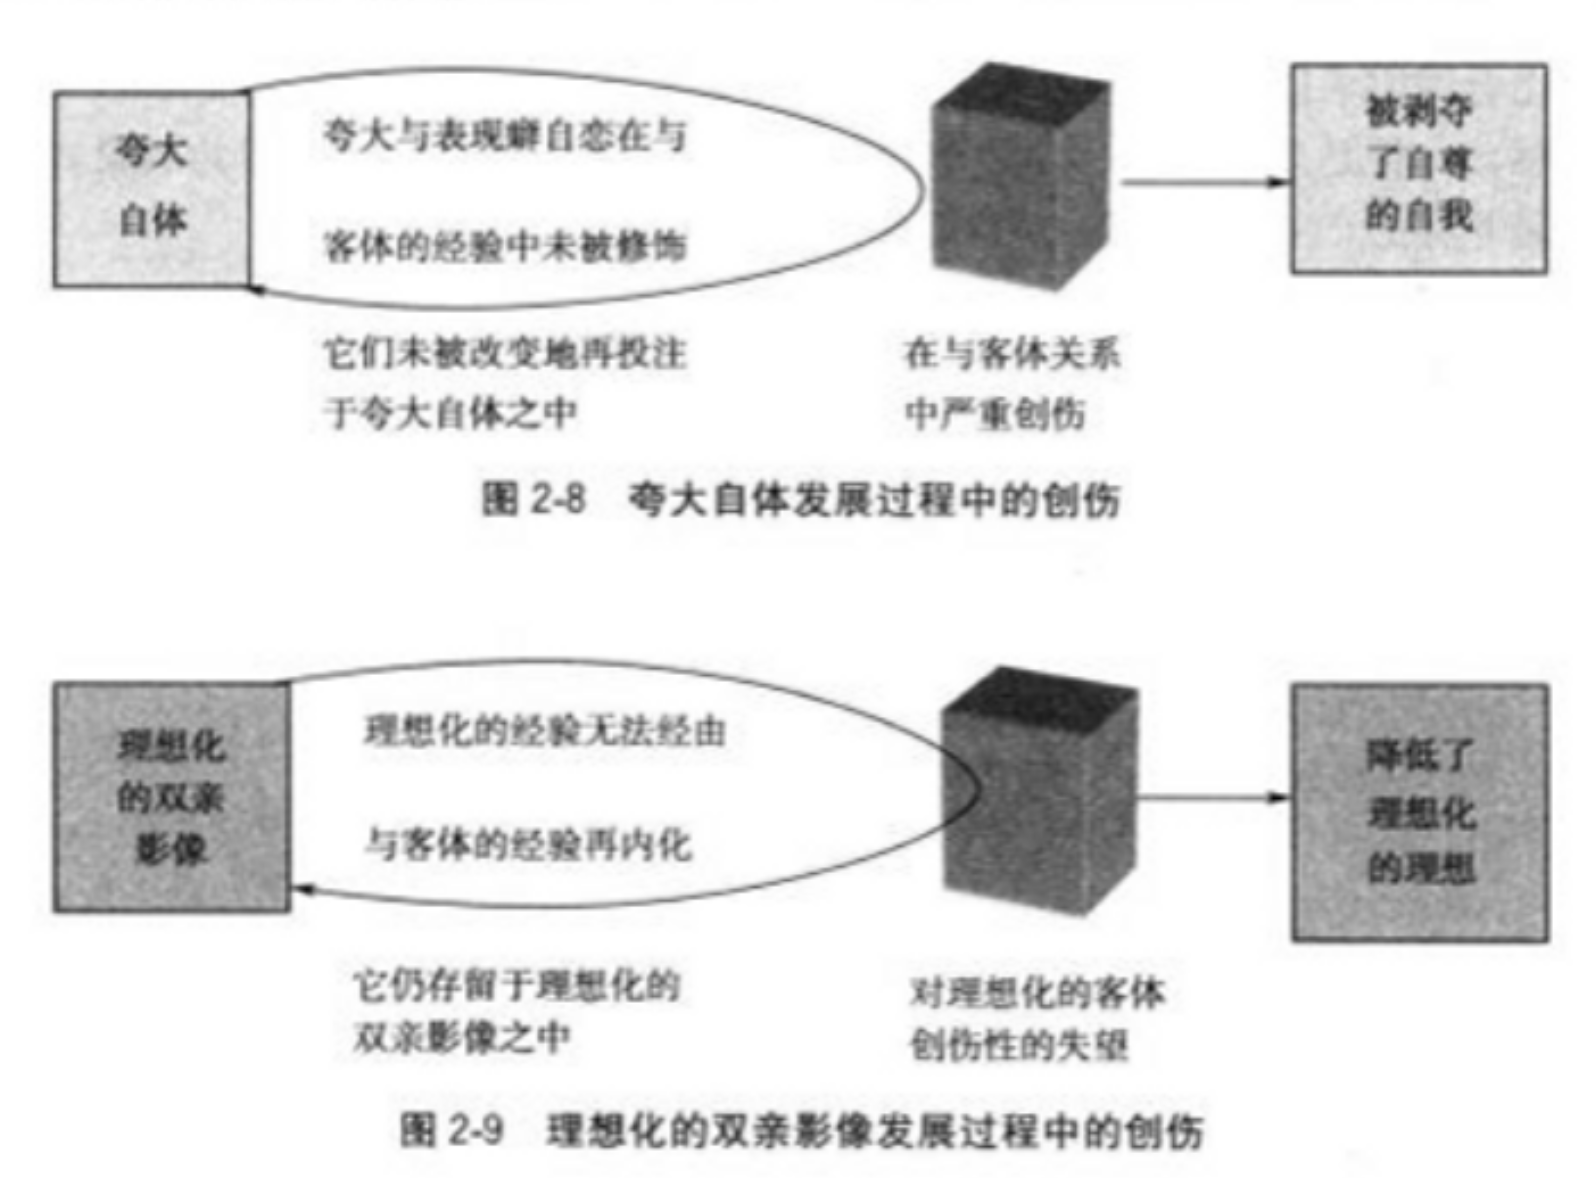 夸大
自体
夸大与表现癖自恋在与
客体的经验中未被修饰
它们未被改变地再投注
于夸大自体之中
在与客体关系
中严重创伤
被剥夺
了自尊
的自我
图 2-8 夸大自体发展过程中的创伤
理想化
的双亲
影像
理想化的经验无法经由
与客体的经验再内化
它仍存留于理想化的
双亲影像之中
对理想化的客体
创伤性的失望
降低了
理想化
的理想
图 2-9 理想化的双亲影像发展过程中的创伤